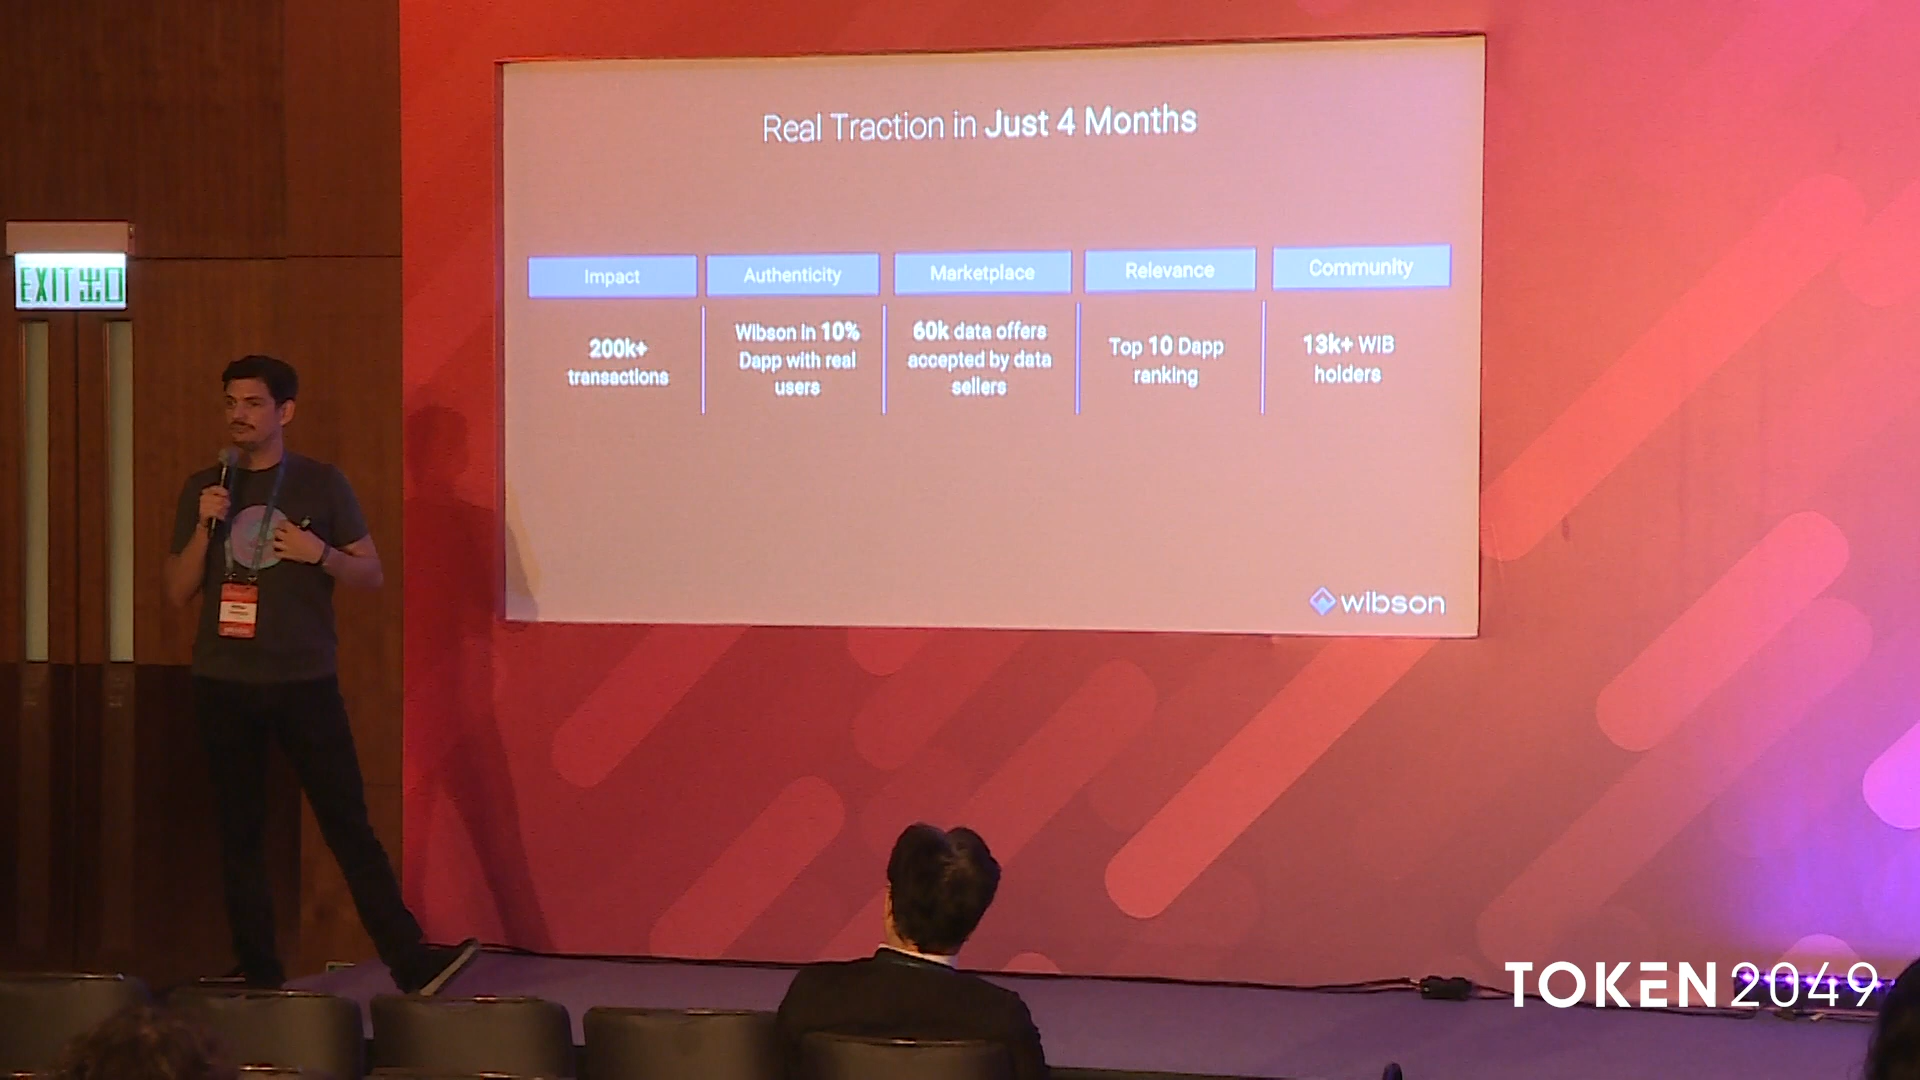 Real Traction in Just 4 Months
Impact
Authenticity
Marketplace
Relevance
Community
200k+
transactions
Wibson in 10%
Dapp with real
users
60k data offers
accepted by data
sellers
Top 10 Dapp
ranking
13k+ WIB
holders
wibson
EXIT 出口
TOKEN2049